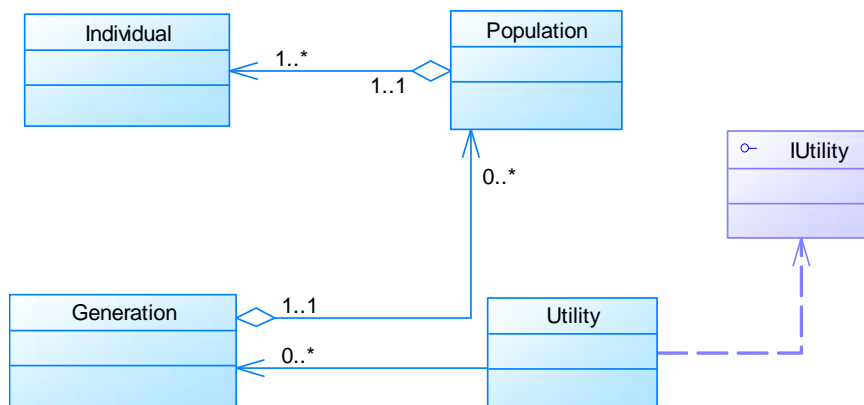 Individual
Population
1..*
1..1
IUtility
0..*
Generation
1..1
Utility
0..*